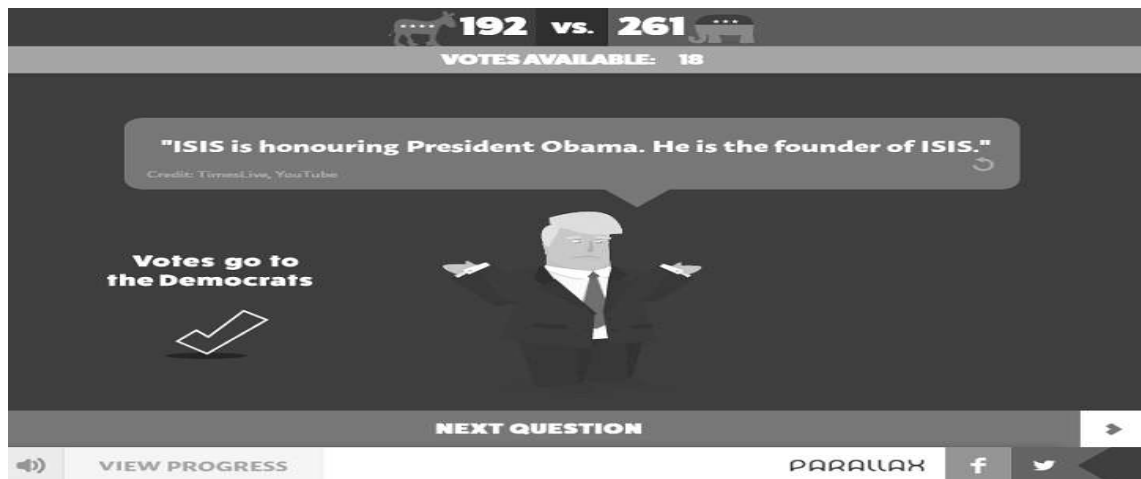 192 vs. 261
VOTES AVAILABLE: 18
"ISIS is honouring President Obama. He is the founder of ISIS."
Credit: TimesLive, YouTube
Votes go to
the Democrats
NEXT QUESTION
VIEW PROGRESS PARALLAX f